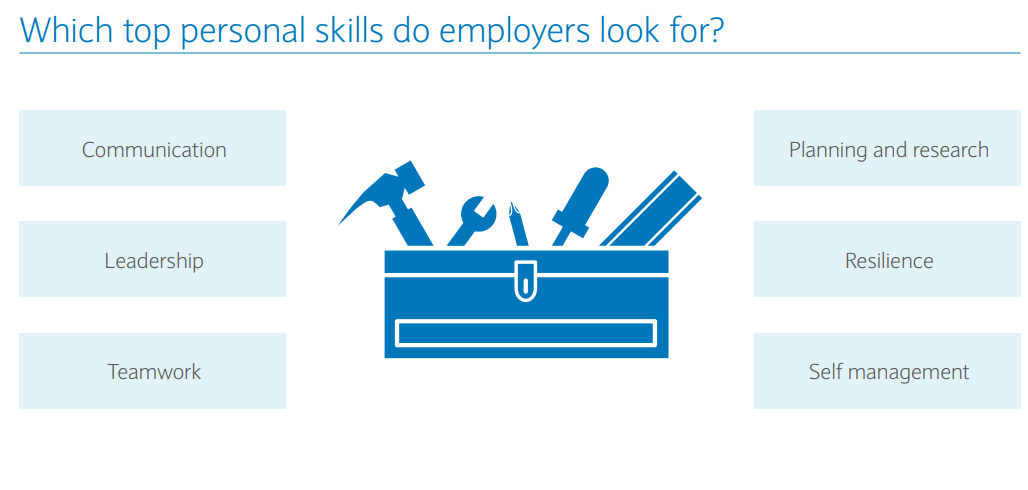 Which top personal skills do employers look for?
Communication
Leadership
Teamwork
Planning and research
Resilience
Self management